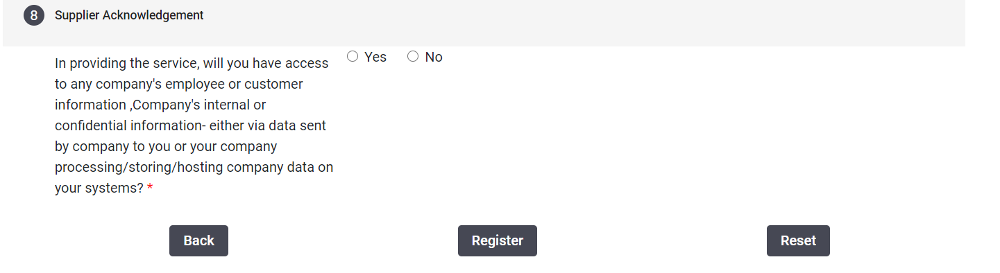 8 Supplier Acknowledgement
In providing the service, will you have access
to any company's employee or customer
information ,Company's internal or
confidential information- either via data sent
by company to you or your company
processing/storing/hosting company data on
your systems? *
Yes No
Back Register Reset